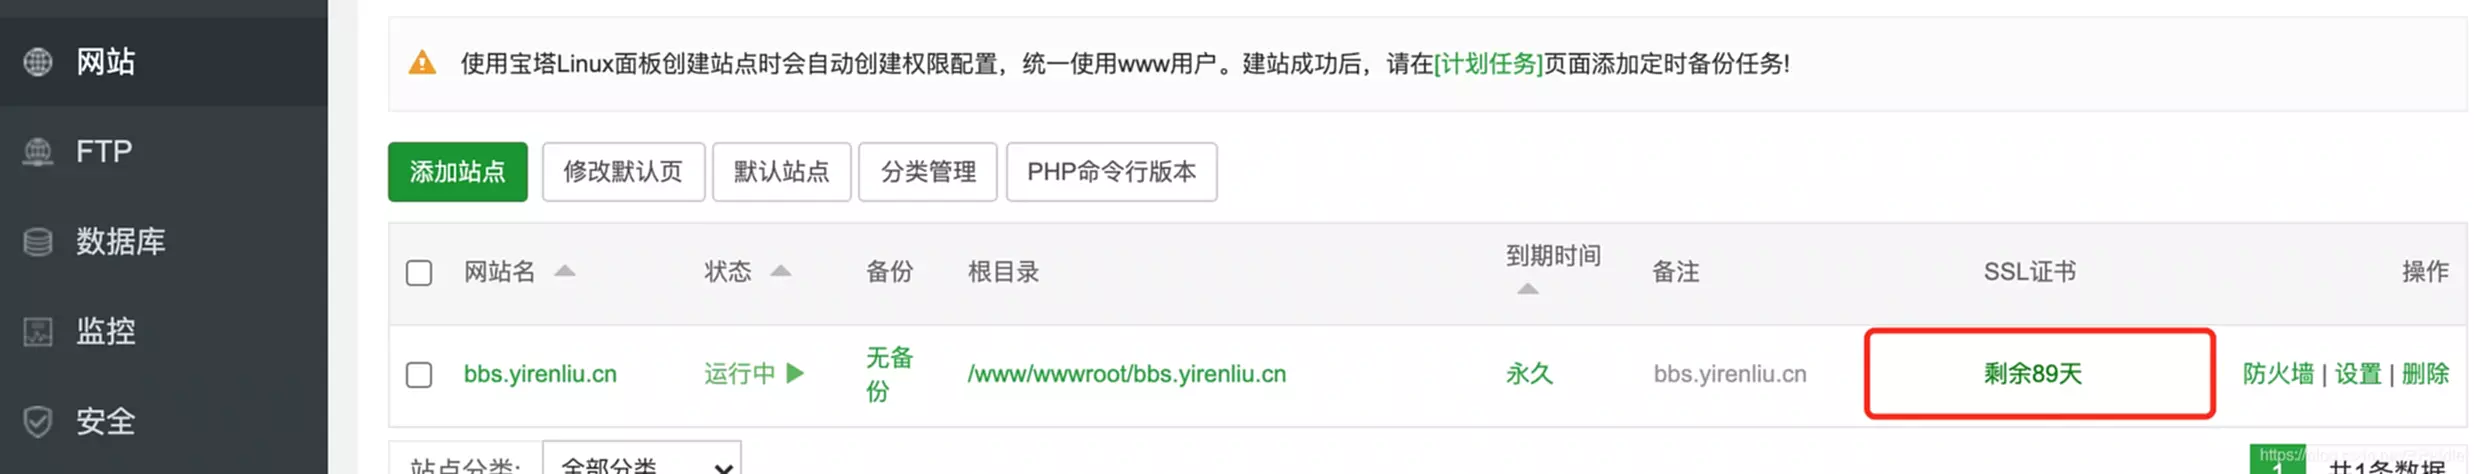 网站
FTP
数据库
监控
安全
使用宝塔Linux面板创建站点时会自动创建权限配置，统一使用www用户。建站成功后，请在[计划任务]页面添加定时备份任务!
添加站点 修改默认页 默认站点 分类管理 PHP命令行版本
网站名 状态 备份 根目录 到期时间 备注 SSL证书 操作
bbs.yirenliu.cn 运行中 无备份 /www/wwwroot/bbs.yirenliu.cn 永久 bbs.yirenliu.cn 剩余89天 防火墙 | 设置 | 删除
站点分类: 全部分类 1 共1条数据